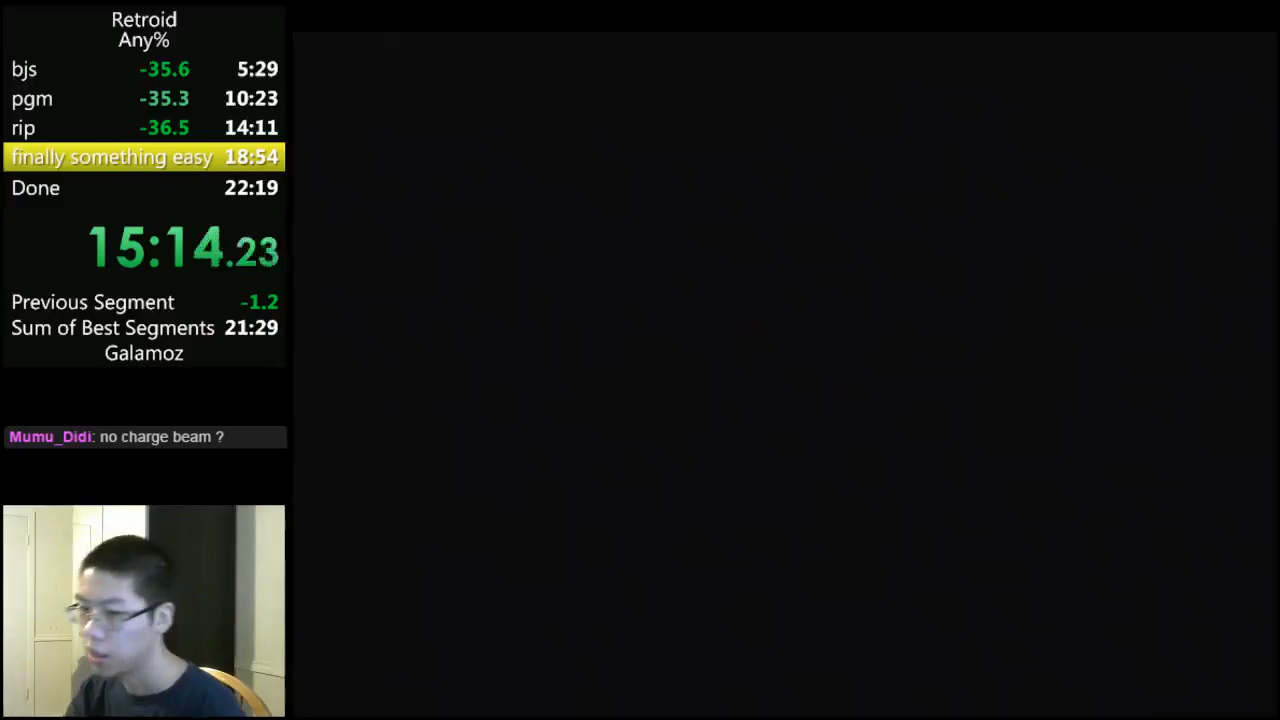 Retroid
Any%
bjs -35.6 5:29
pgm -35.3 10:23
rip -36.5 14:11
finally something easy 18:54
Done 22:19
15:14.23
Previous Segment -1.2
Sum of Best Segments 21:29
Galamoz
Mumu_Didi: no charge beam ?